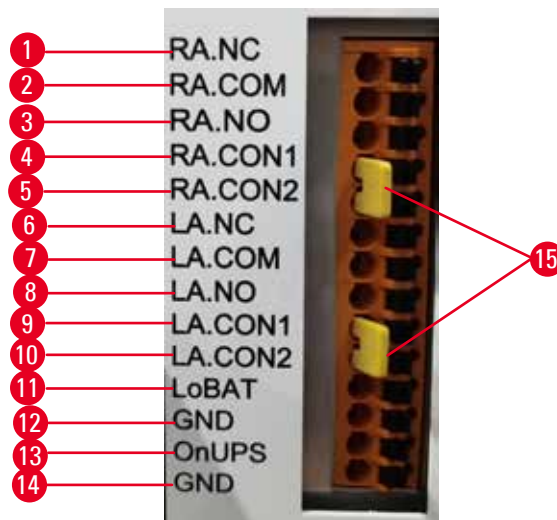 1 RA.NC
2 RA.COM
3 RA.NO
4 RA.CON1
5 RA.CON2
6 LA.NC
7 LA.COM
8 LA.NO
9 LA.CON1
10 LA.CON2
11 LoBAT
12 GND
13 OnUPS
14 GND
15